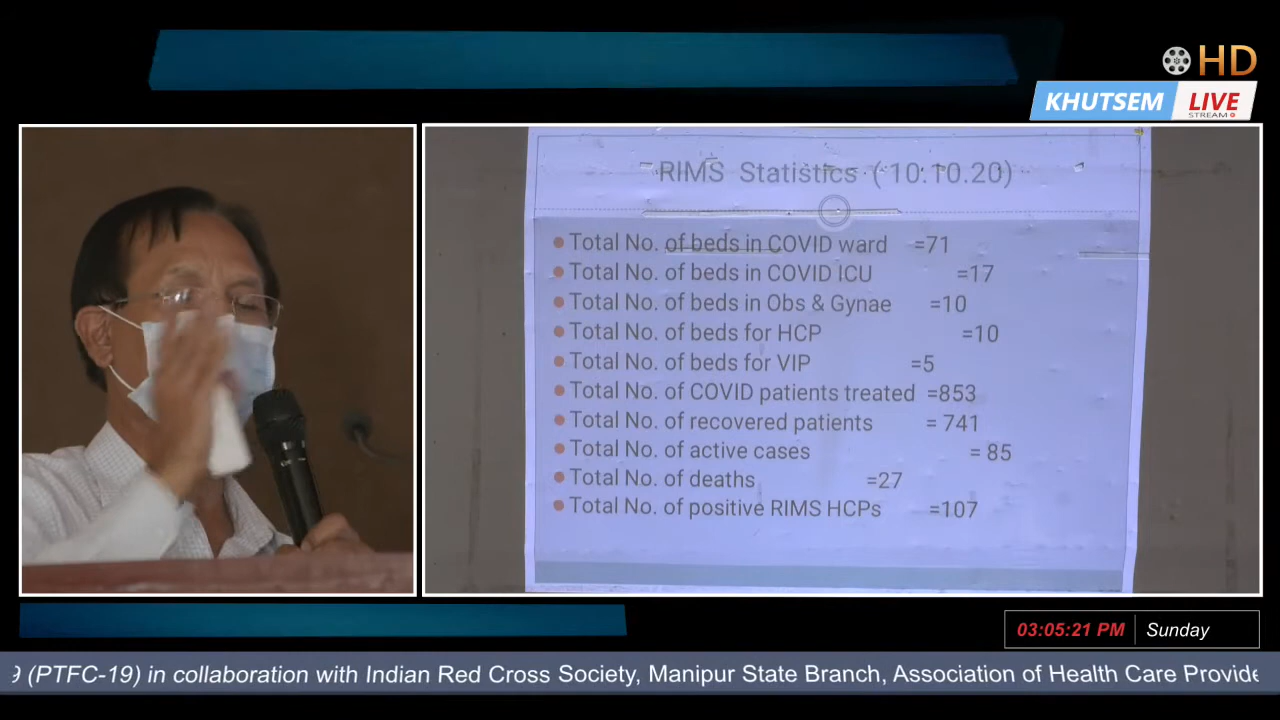 HD
KHUTSEM LIVE
STREAM
RIMS Statistics (10.10.20)
Total No. of beds in COVID ward =71
Total No. of beds in COVID ICU =17
Total No. of beds in Obs & Gynae =10
Total No. of beds for HCP =10
Total No. of beds for VIP =5
Total No. of COVID patients treated =853
Total No. of recovered patients = 741
Total No. of active cases = 85
Total No. of deaths =27
Total No. of positive RIMS HCPs =107
03:05:21 PM Sunday
9 (PTFC-19) in collaboration with Indian Red Cross Society, Manipur State Branch, Association of Health Care Provide